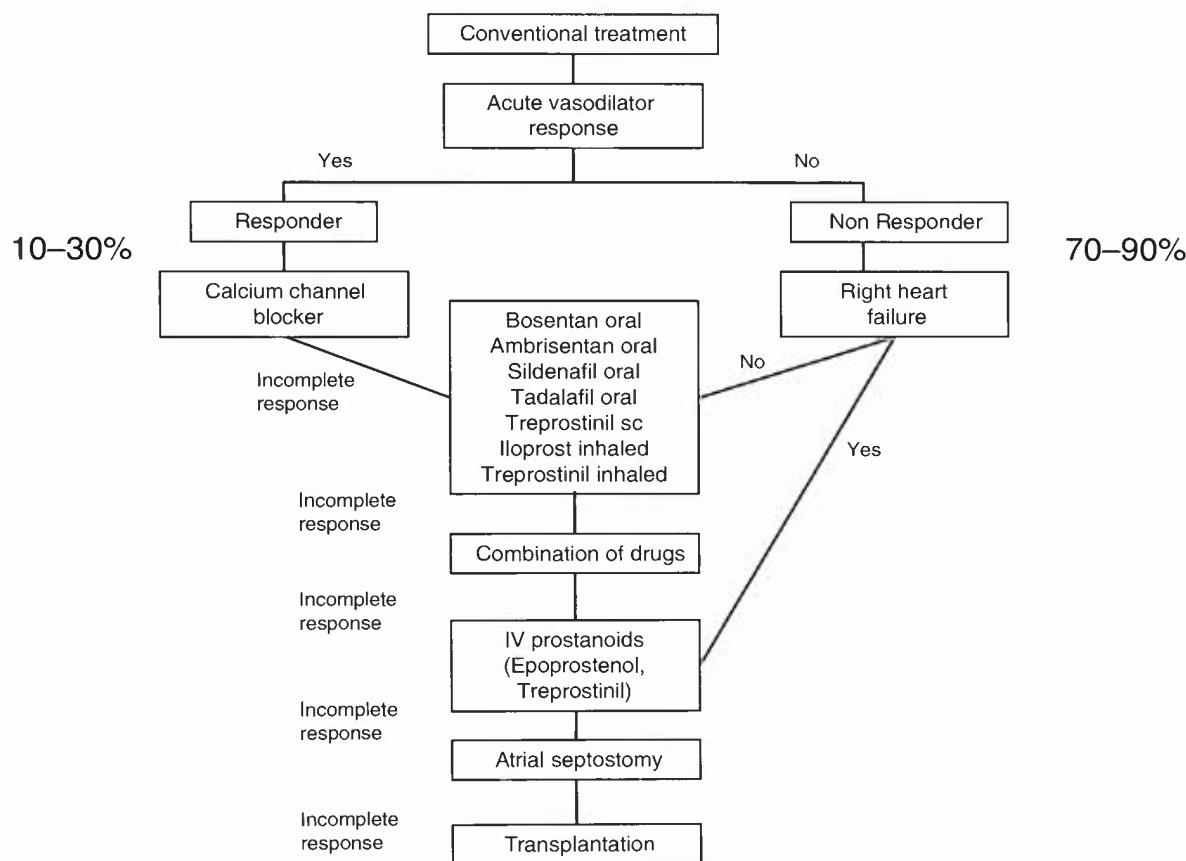 Conventional treatment
Acute vasodilator
response
Yes
No
Responder
Non Responder
10–30%
70–90%
Calcium channel
blocker
Right heart
failure
Bosentan oral
Ambrisentan oral
Sildenafil oral
Tadalafil oral
Treprostinil sc
Iloprost inhaled
Treprostinil inhaled
No
Incomplete
response
Yes
Incomplete
response
Combination of drugs
Incomplete
response
IV prostanoids
(Epoprostenol,
Treprostinil)
Incomplete
response
Atrial septostomy
Incomplete
response
Transplantation